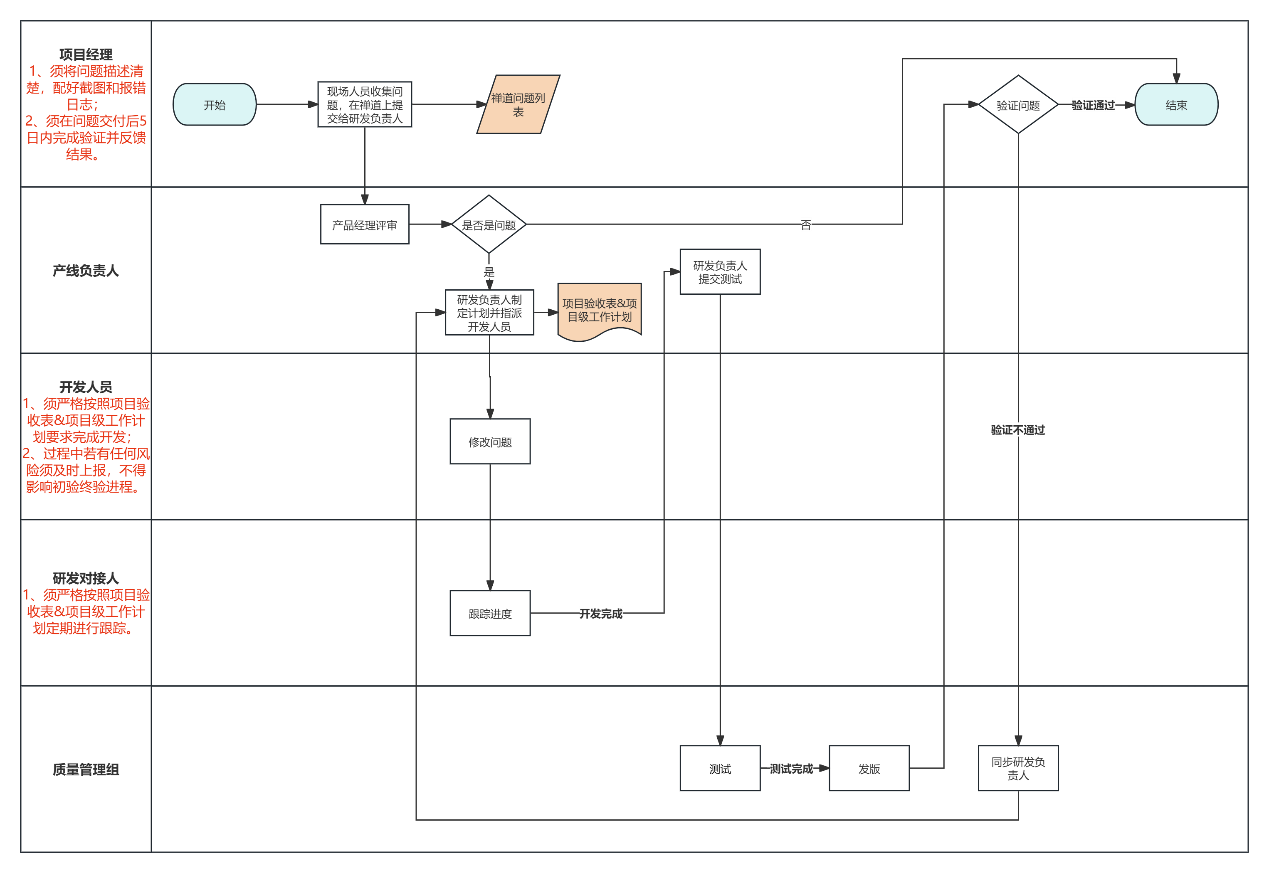 项目经理
1、须将问题描述清
楚，配好截图和报错
日志；
2、须在问题交付后5
日内完成验证并反馈
结果。
开始
现场人员收集问
题，在禅道上提
交给研发负责人
禅道问题列
表
验证问题
验证通过
结束
产线负责人
产品经理评审
是否是问题
否
是
研发负责人制
定计划并指派
开发人员
项目验收表&项
目级工作计划
研发负责人
提交测试
开发人员
1、须严格按照项目验
收表&项目级工作计
划要求完成开发；
2、过程中若有任何风
险须及时上报，不得
影响初验终验进程。
修改问题
验证不通过
研发对接人
1、须严格按照项目验
收表&项目级工作计
划定期进行跟踪。
跟踪进度
开发完成
质量管理组
测试
测试完成
发版
同步研发负
责人